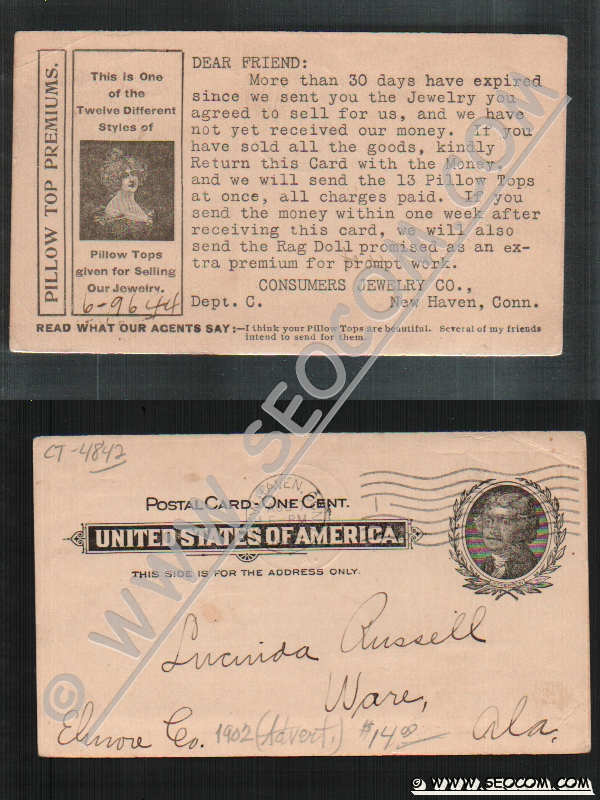 PILLOW TOP PREMIUMS.
This is One
of the
Twelve Different
Styles of
Pillow Tops
given for Selling
Our Jewelry.
6-9644
DEAR FRIEND:
More than 30 days have expired
since we sent you the Jewelry you
agreed to sell for us, and we have
not yet received our money. If you
have sold all the goods, kindly
Return this Card with the Money.
and we will send the 13 Pillow Tops
at once, all charges paid. If you
send the money within one week after
receiving this card, we will also
send the Rag Doll promised as an ex-
tra premium for prompt work.
CONSUMERS JEWELRY CO.,
Dept. C. New Haven, Conn.
READ WHAT OUR AGENTS SAY:—I think your Pillow Tops are beautiful. Several of my friends
intend to send for them.
CT-4842
HAVEN,
PM
POSTAL CARD-ONE CENT.
UNITED STATES OF AMERICA.
THIS SIDE IS FOR THE ADDRESS ONLY.
Lucinda Russell
Ware,
Elmore Co. 1902 (Advert.) $14.00 Ala.
© WWW.SEOCOM.COM
© WWW.SEOCOM.COM